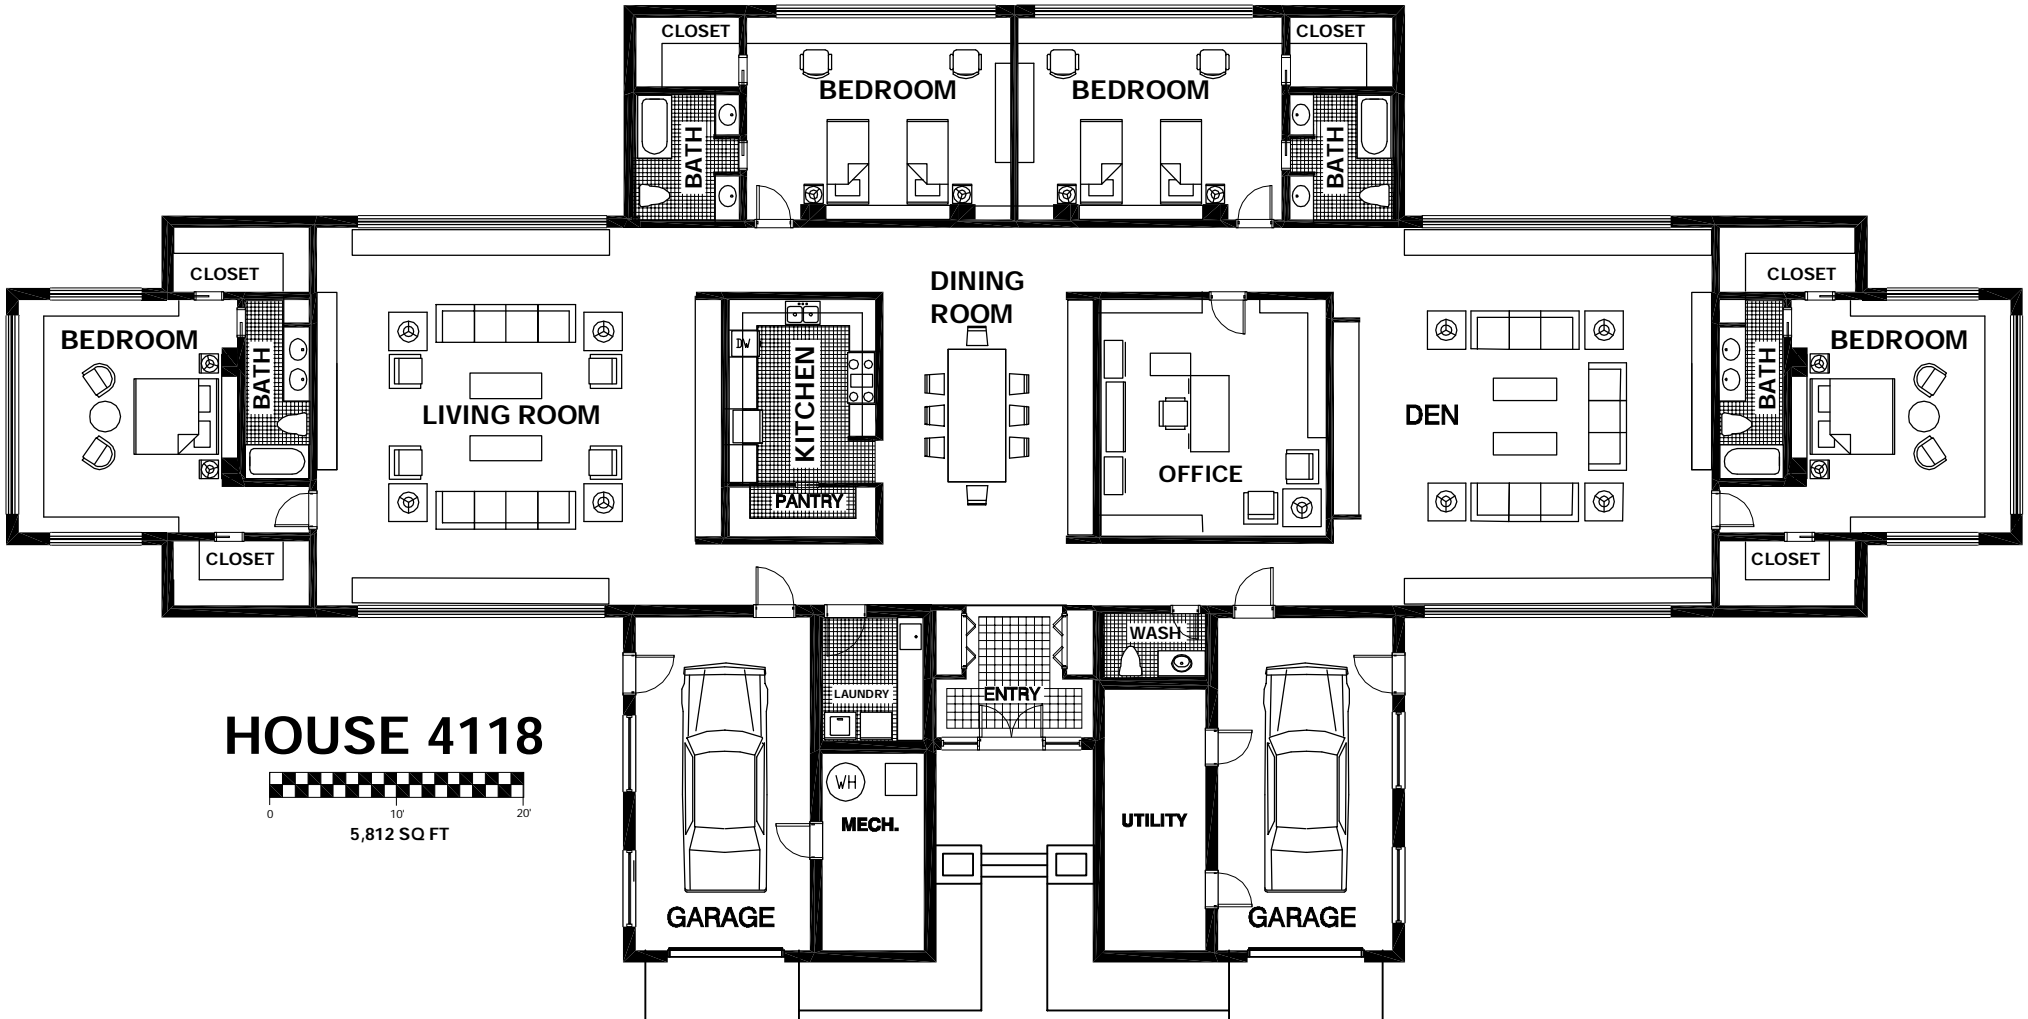 CLOSET
CLOSET
BEDROOM
BEDROOM
BATH
BATH
CLOSET
CLOSET
DINING
ROOM
BEDROOM
BATH
DW
KITCHEN
LIVING ROOM
DEN
BATH
BEDROOM
OFFICE
PANTRY
CLOSET
CLOSET
WASH
LAUNDRY
ENTRY
HOUSE 4118
0
10'
20'
5,812 SQ FT
WH
MECH.
UTILITY
GARAGE
GARAGE